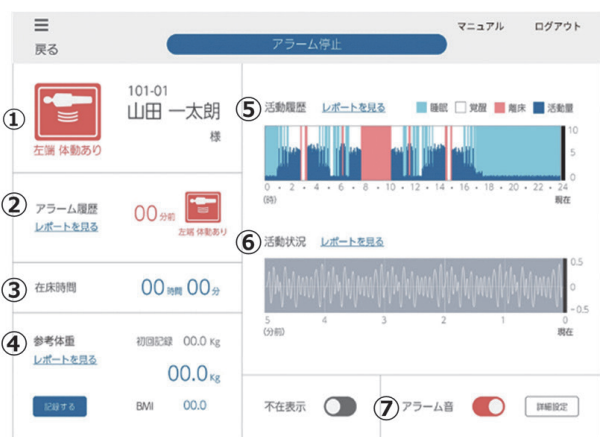 戻る
アラーム停止
マニュアル
ログアウト
①
左端 体動あり
101-01
山田 一太朗
様
②
アラーム履歴
レポートを見る
00分前
左端 体動あり
③
在床時間
00時間 00分
④
参考体重
レポートを見る
初回記録 00.0 Kg
00.0 Kg
記録する
BMI 00.0
⑤
活動履歴 レポートを見る
睡眠 覚醒 離床 活動量
10
5
0
0 ・ 2 ・ 4 ・ 6 ・ 8 ・ 10 ・ 12 ・ 14 ・ 16 ・ 18 ・ 20 ・ 22 ・ 24
(時) 現在
⑥
活動状況 レポートを見る
0.5
0
-0.5
5 4 3 2 1 0
(分前) 現在
不在表示
⑦
アラーム音
詳細設定